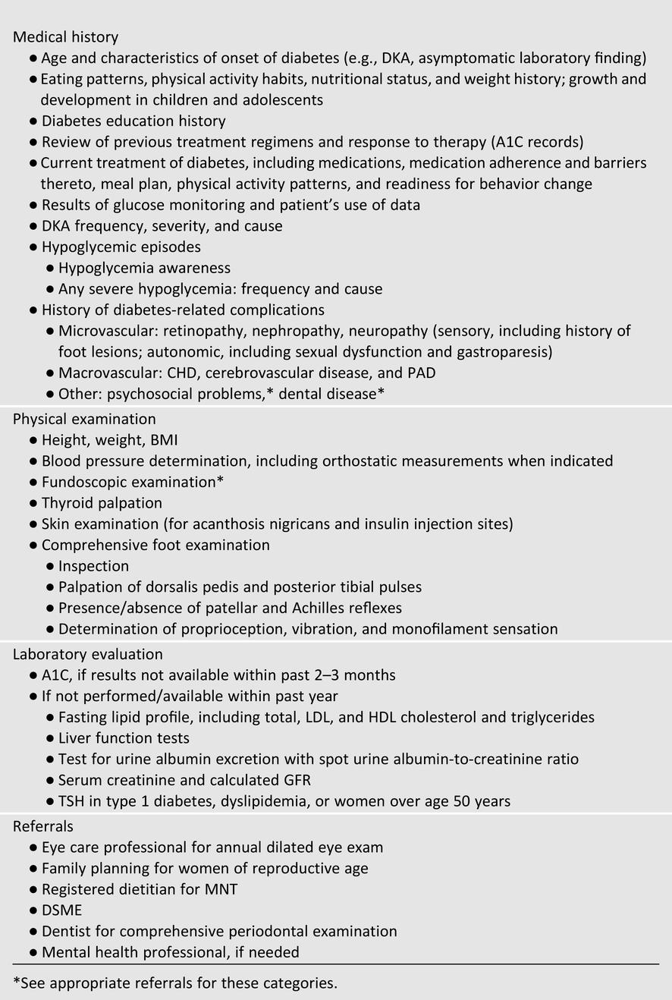 Medical history
● Age and characteristics of onset of diabetes (e.g., DKA, asymptomatic laboratory finding)
● Eating patterns, physical activity habits, nutritional status, and weight history; growth and
development in children and adolescents
● Diabetes education history
● Review of previous treatment regimens and response to therapy (A1C records)
● Current treatment of diabetes, including medications, medication adherence and barriers
thereto, meal plan, physical activity patterns, and readiness for behavior change
● Results of glucose monitoring and patient’s use of data
● DKA frequency, severity, and cause
● Hypoglycemic episodes
● Hypoglycemia awareness
● Any severe hypoglycemia: frequency and cause
● History of diabetes-related complications
● Microvascular: retinopathy, nephropathy, neuropathy (sensory, including history of
foot lesions; autonomic, including sexual dysfunction and gastroparesis)
● Macrovascular: CHD, cerebrovascular disease, and PAD
● Other: psychosocial problems,* dental disease*
Physical examination
● Height, weight, BMI
● Blood pressure determination, including orthostatic measurements when indicated
● Fundoscopic examination*
● Thyroid palpation
● Skin examination (for acanthosis nigricans and insulin injection sites)
● Comprehensive foot examination
● Inspection
● Palpation of dorsalis pedis and posterior tibial pulses
● Presence/absence of patellar and Achilles reflexes
● Determination of proprioception, vibration, and monofilament sensation
Laboratory evaluation
● A1C, if results not available within past 2–3 months
● If not performed/available within past year
● Fasting lipid profile, including total, LDL, and HDL cholesterol and triglycerides
● Liver function tests
● Test for urine albumin excretion with spot urine albumin-to-creatinine ratio
● Serum creatinine and calculated GFR
● TSH in type 1 diabetes, dyslipidemia, or women over age 50 years
Referrals
● Eye care professional for annual dilated eye exam
● Family planning for women of reproductive age
● Registered dietitian for MNT
● DSME
● Dentist for comprehensive periodontal examination
● Mental health professional, if needed
*See appropriate referrals for these categories.